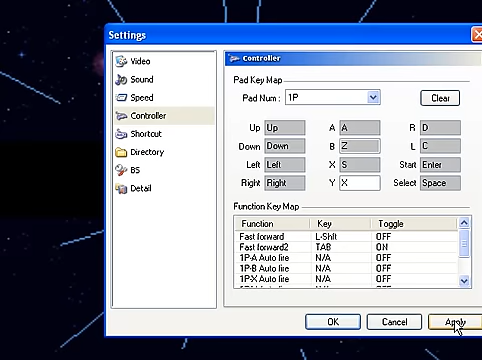 Settings
Video
Sound
Speed
Controller
Shortcut
Directory
BS
Detail
Controller
Pad Key Map
Pad Num : 1P Clear
Up Up A A R D
Down Down B Z L C
Left Left X S Start Enter
Right Right Y X Select Space
Function Key Map
Function Key Toggle
Fast forward L-Shift OFF
Fast forward2 TAB ON
1P-A Auto fire N/A OFF
1P-B Auto fire N/A OFF
1P-X Auto fire N/A OFF
OK Cancel Apply